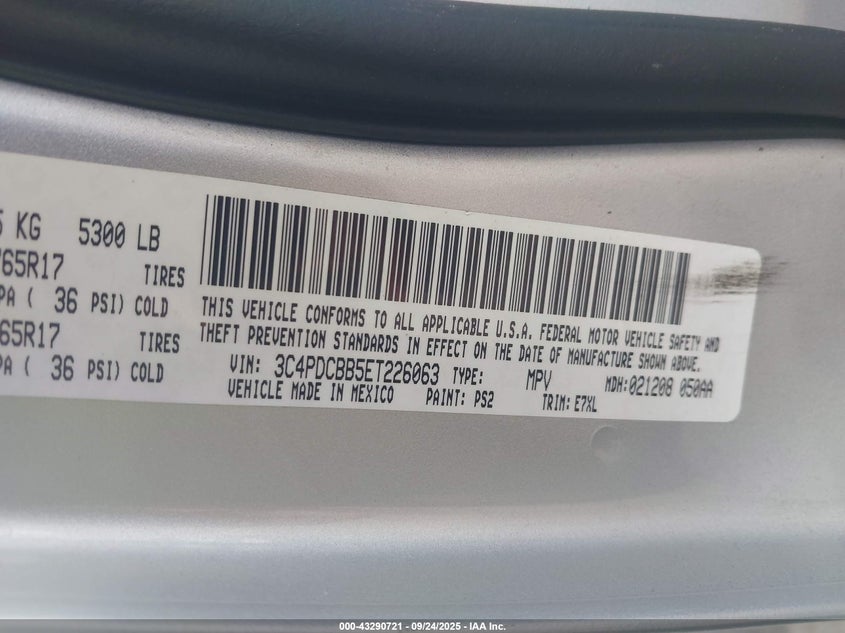 5 KG 5300 LB
/65R17 TIRES
PA ( 36 PSI) COLD
65R17 TIRES
PA ( 36 PSI) COLD
THIS VEHICLE CONFORMS TO ALL APPLICABLE U.S.A. FEDERAL MOTOR VEHICLE SAFETY AND
THEFT PREVENTION STANDARDS IN EFFECT ON THE DATE OF MANUFACTURE SHOWN ABOVE.
VIN: 3C4PDCBB5ET226063 TYPE: MPV MDH:021208 050AA
VEHICLE MADE IN MEXICO PAINT: PS2 TRIM: E7XL
000-43290721 - 09/24/2025 - IAA Inc.